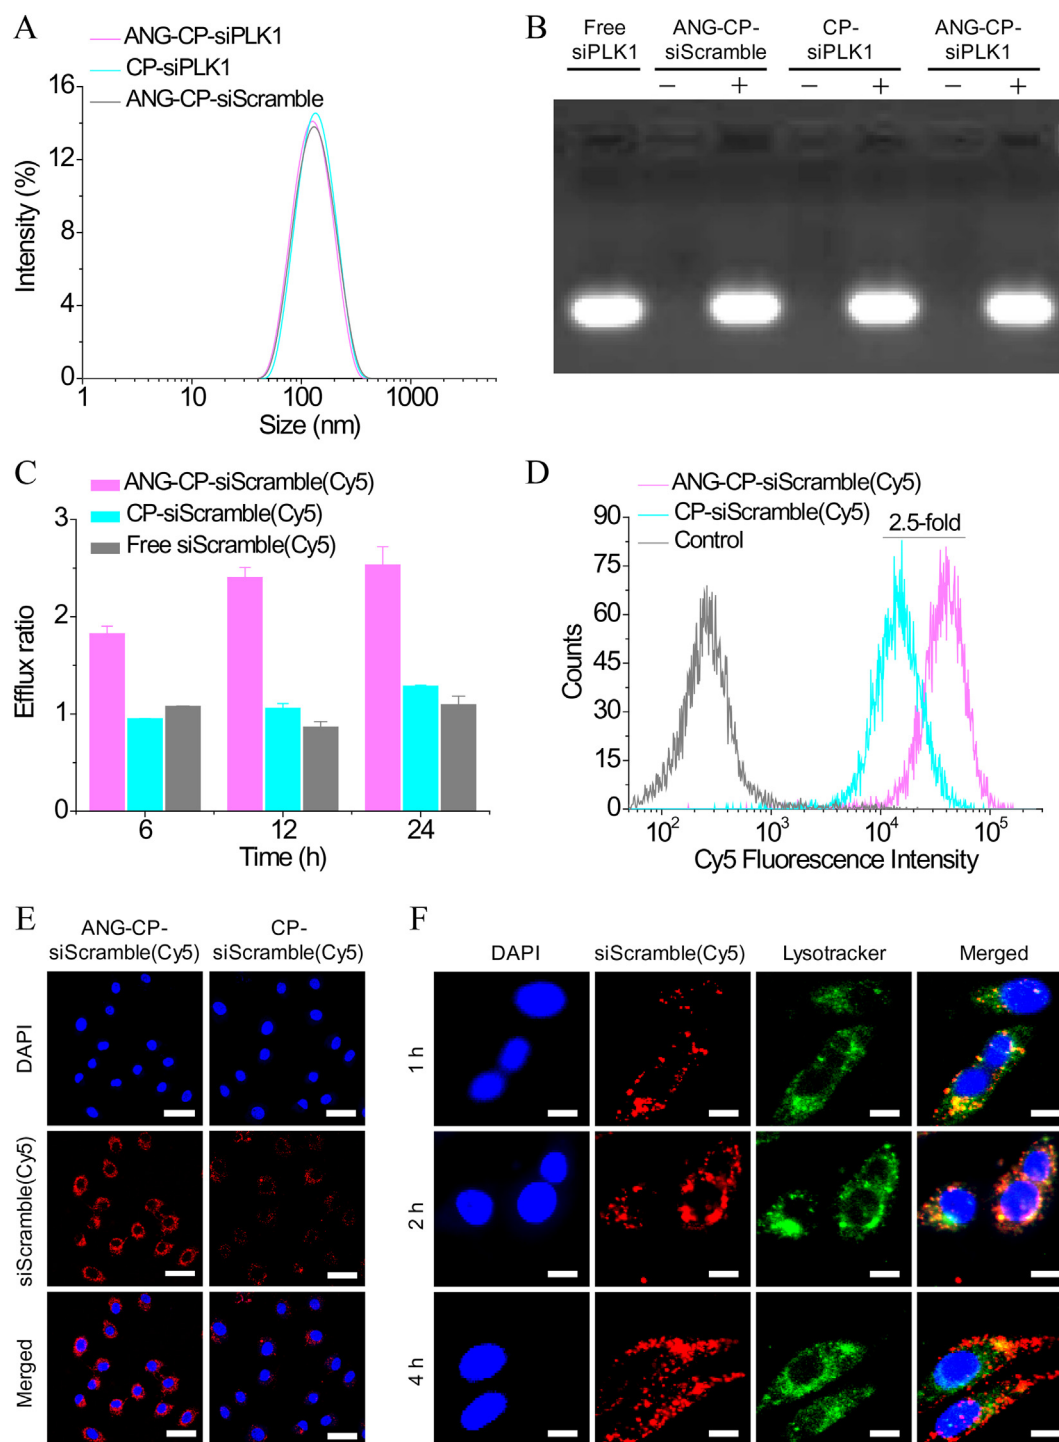 A
ANG-CP-siPLK1
CP-siPLK1
ANG-CP-siScramble
16
12
8
4
0
Intensity (%)
1
10
100
1000
Size (nm)
B
Free
siPLK1
ANG-CP-
siScramble
CP-
siPLK1
ANG-CP-
siPLK1
− + − + − +
C
ANG-CP-siScramble(Cy5)
CP-siScramble(Cy5)
Free siScramble(Cy5)
3
2
1
0
Efflux ratio
6
12
24
Time (h)
D
ANG-CP-siScramble(Cy5)
CP-siScramble(Cy5)
Control
2.5-fold
90
75
60
45
30
15
0
Counts
10²
10³
10⁴
10⁵
Cy5 Fluorescence Intensity
E
ANG-CP-
siScramble(Cy5)
CP-
siScramble(Cy5)
DAPI
siScramble(Cy5)
Merged
F
DAPI
siScramble(Cy5)
Lysotracker
Merged
1 h
2 h
4 h